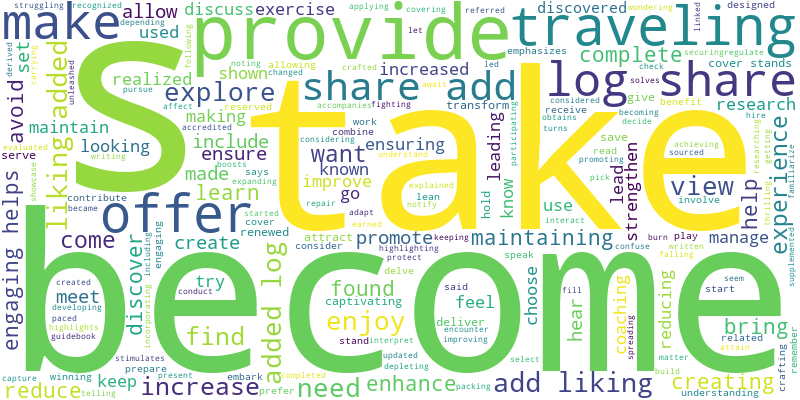 struggling recognized
depending
make allow discuss exercise applying covering referred wondering discovered designed
used provide traveling
noting allowing crafted let emphasizes linked
derived following changed led securing regulate
avoid set realized shown increased complete cover stands
carrying pursue affect reserved accompanies fighting transform considered check solves
unleashed accredited await receive give benefit research
S take log share
explore share add
maintain making considering combine work obtains becoming decide hire
serve looking include ensure ensuring turns participating save
evaluated writing boosts understand leading read promoting achieving sourced getting researching
liking added made want known strengthen
showcase contribute says expanding improve explained notify go lean hold know use pick lead view help experience familiarize
became learn started repair adapt earned interact involve thrilling
offer cover renewed attract promote keeping maintaining confuse burn play manage supplemented
engaging helps come create consider highlighting speak written falling
become
discover try found protect delve said encounter feel hear reducing coaching matter seem start bring
created including engaging captivating
meet developing incorporating find added log enjoy stand interpret deliver improving choose fill spreading related
paced conduct highlights guidebook
stimulates prepare updated depleting select attain build crafting remember
capture winning keep embark present completed need enhance add liking creating
reduce telling increase prefer packing understanding